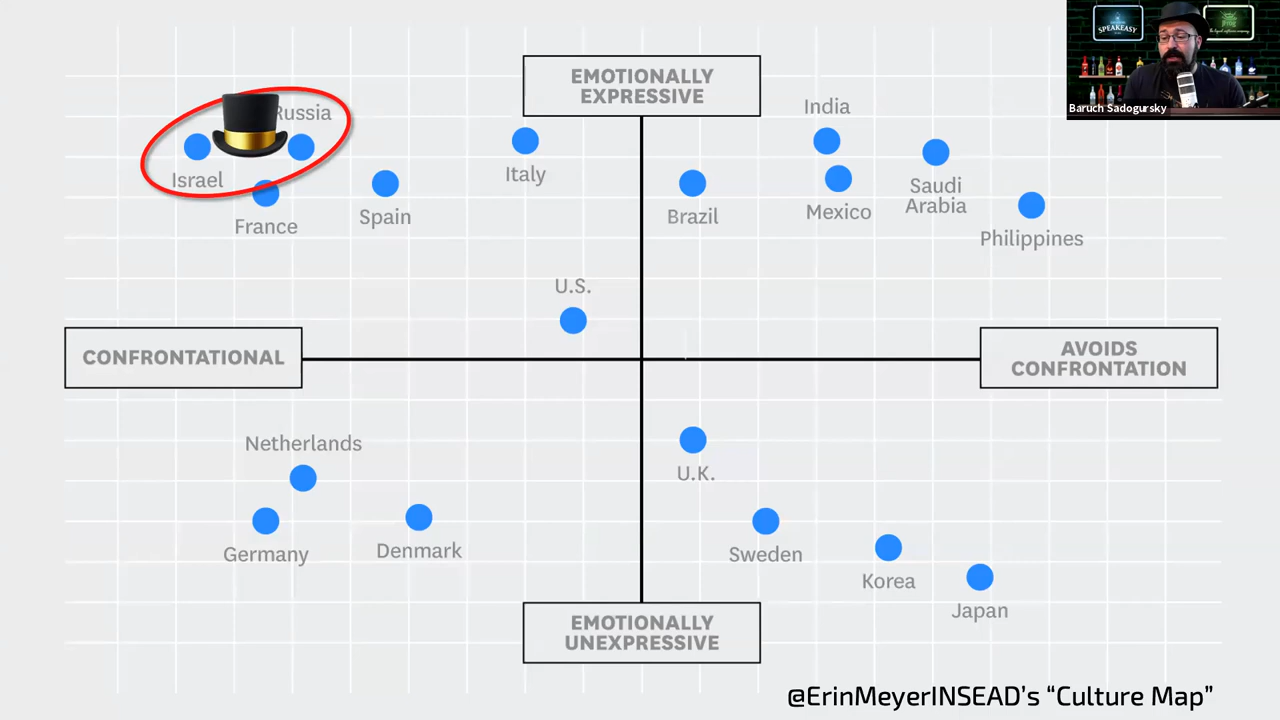 EMOTIONALLY
EXPRESSIVE
SPEAKEASY
Baruch Sadogursky
Russia
India
Israel
Italy
Saudi
Arabia
France
Spain
Brazil
Mexico
Philippines
U.S.
CONFRONTATIONAL
AVOIDS
CONFRONTATION
Netherlands
U.K.
Germany
Denmark
Sweden
Korea
Japan
EMOTIONALLY
UNEXPRESSIVE
@ErinMeyerINSEAD's “Culture Map”